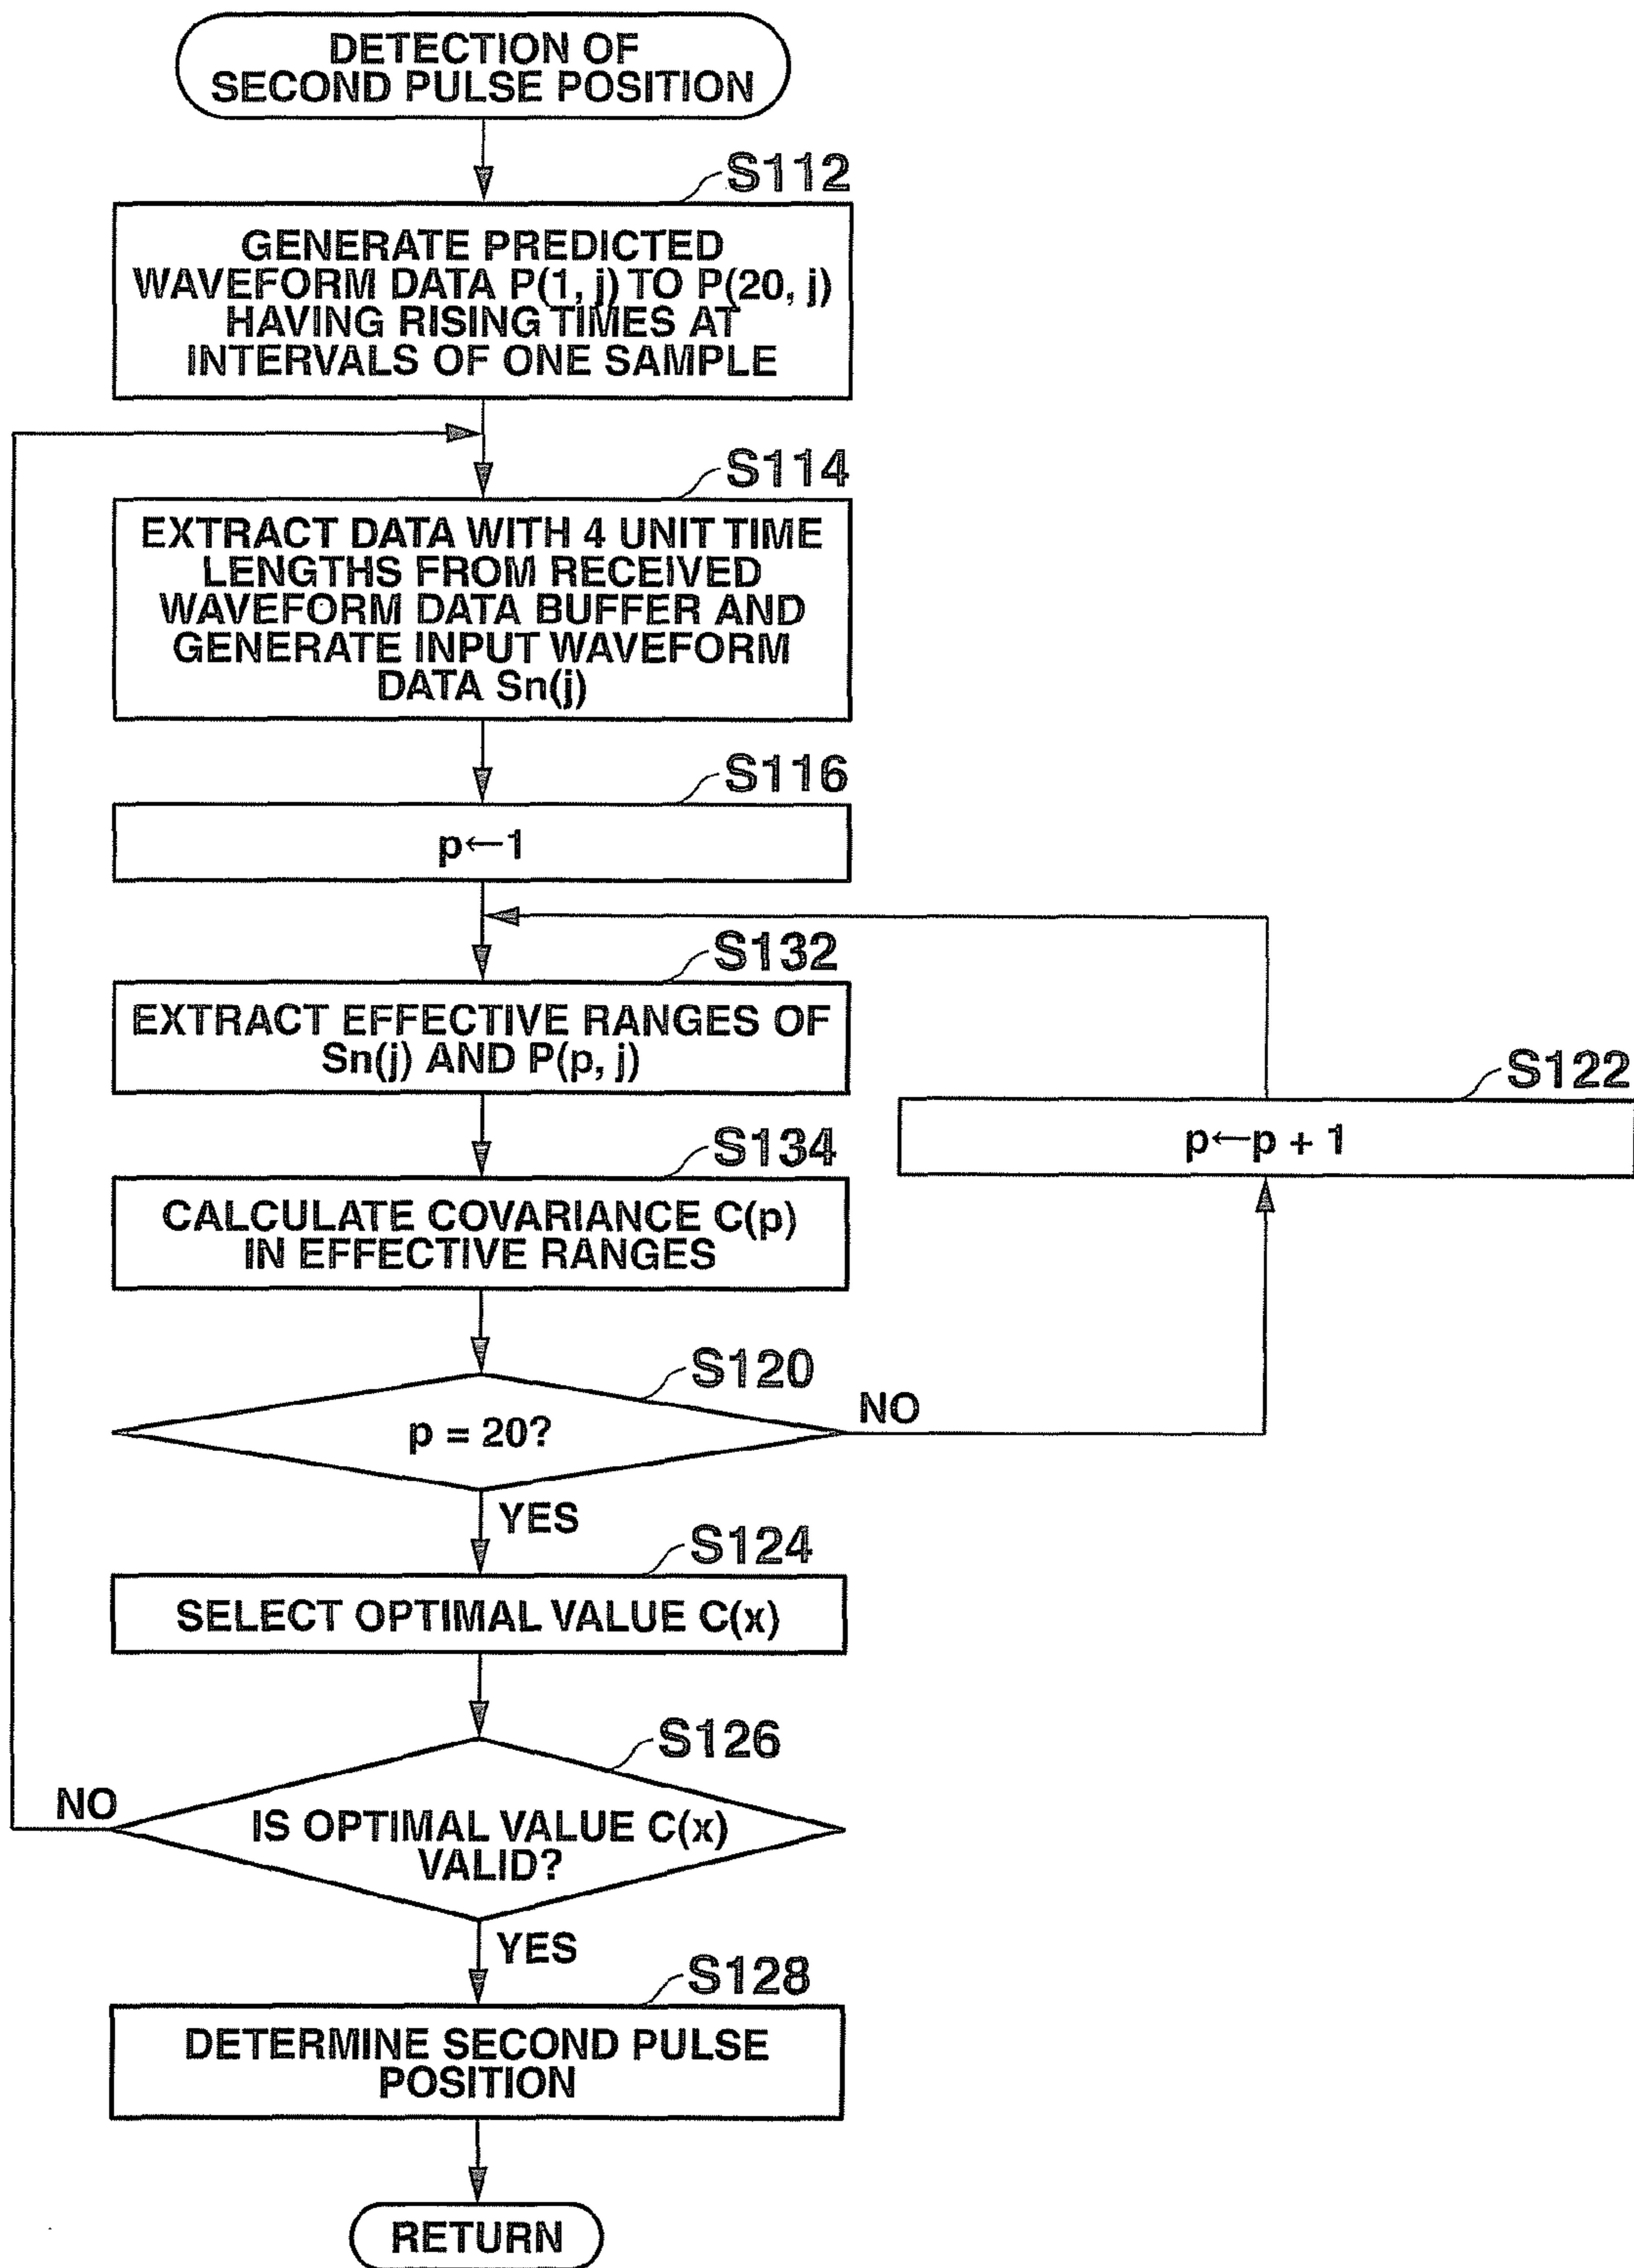 DETECTION OF
SECOND PULSE POSITION
S112
GENERATE PREDICTED
WAVEFORM DATA P(1, j) TO P(20, j)
HAVING RISING TIMES AT
INTERVALS OF ONE SAMPLE
S114
EXTRACT DATA WITH 4 UNIT TIME
LENGTHS FROM RECEIVED
WAVEFORM DATA BUFFER AND
GENERATE INPUT WAVEFORM
DATA Sn(j)
S116
p←1
S132
EXTRACT EFFECTIVE RANGES OF
Sn(j) AND P(p, j)
S122
p←p + 1
S134
CALCULATE COVARIANCE C(p)
IN EFFECTIVE RANGES
S120
p = 20?
NO
YES
S124
SELECT OPTIMAL VALUE C(x)
S126
NO
IS OPTIMAL VALUE C(x)
VALID?
YES
S128
DETERMINE SECOND PULSE
POSITION
RETURN